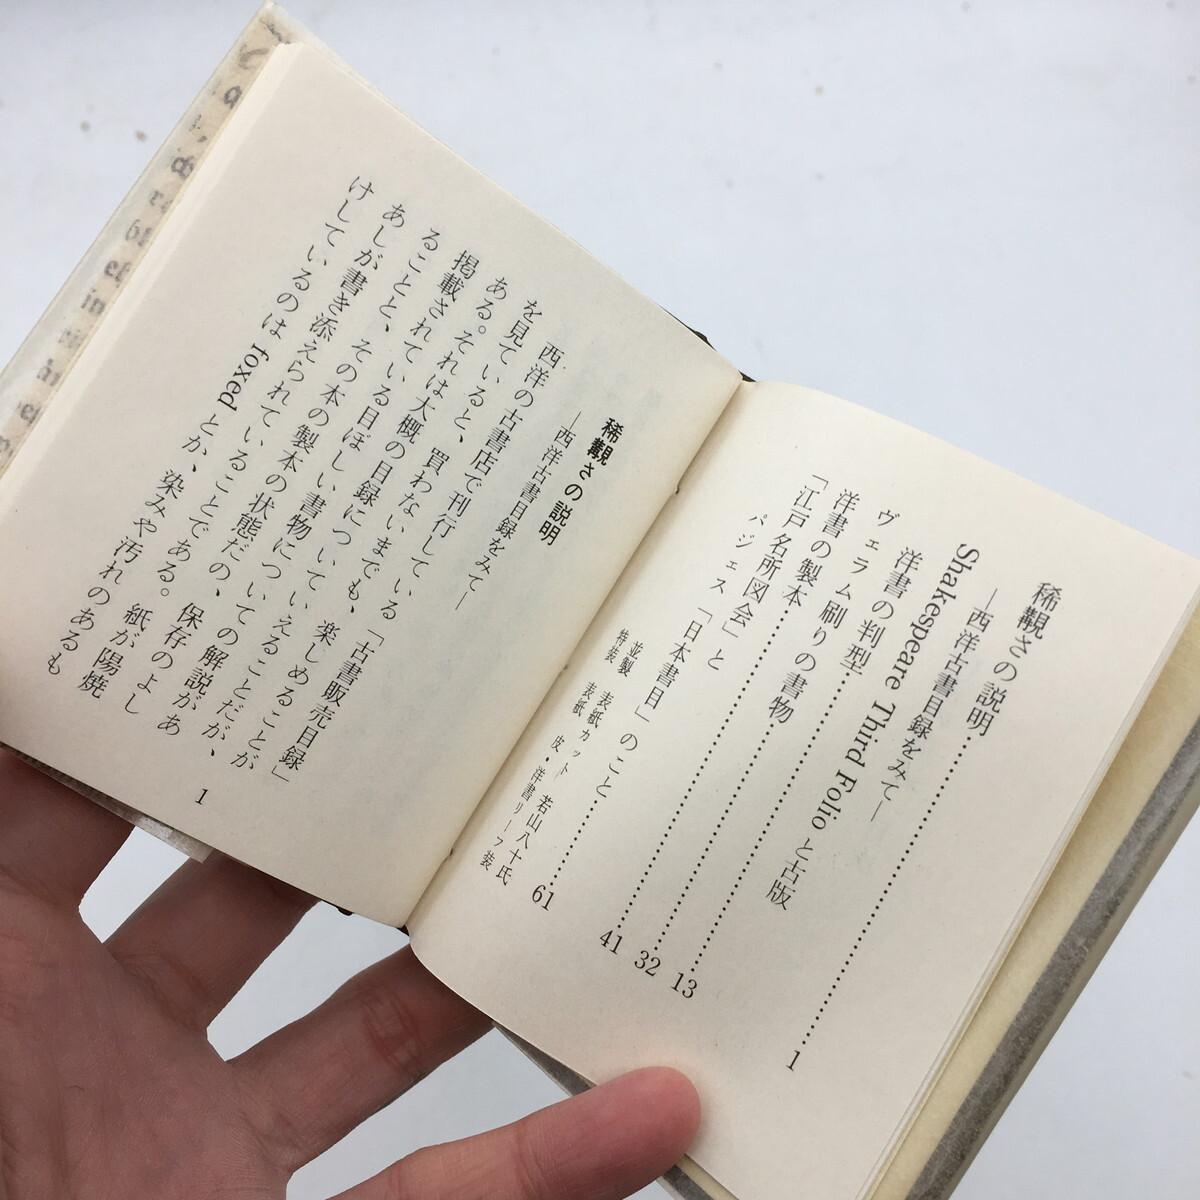 稀覯さの説明……………………1
―西洋古書目録をみて―
Shakespeare Third Folio と古版
洋書の判型……………………13
ヴェラム刷りの書物……………………32
洋書の製本……………………41
「江戸名所図会」と
パジェス「日本書目」のこと………61
並製 表紙カット 若山八十氏
特装 表紙 皮・洋書リーフ装
稀覯さの説明
―西洋古書目録をみて―
西洋の古書店で刊行している「古書販売目録」
を見ていると、買わないまでも、楽しめることが
ある。それは大概の目録についていえることだが、
掲載されている目ぼしい書物についての解説があ
ることと、その本の製本の状態だの、保存のよし
あしが書き添えられていることである。紙が陽焼
けしているのは foxed とか、染みや汚れのあるも
1